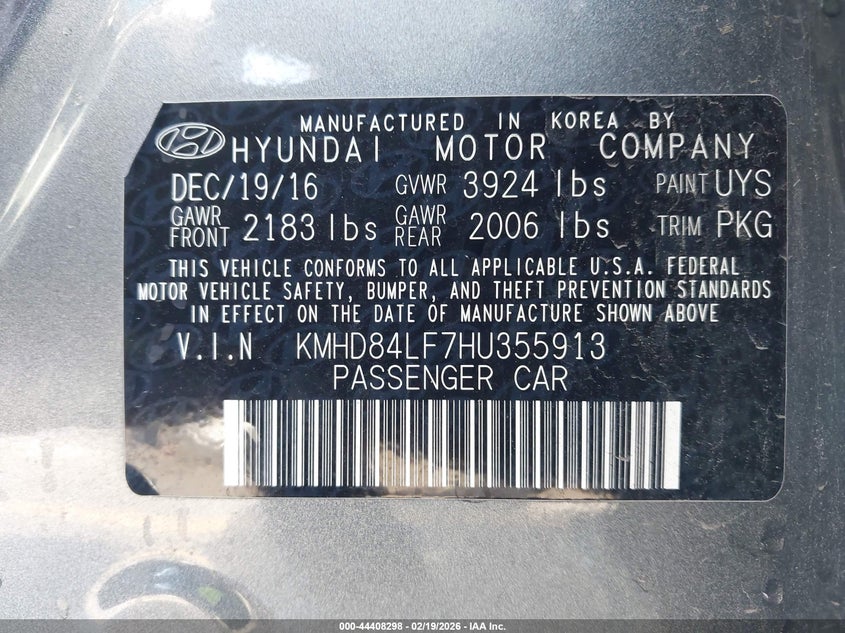 MANUFACTURED IN KOREA BY
HYUNDAI MOTOR COMPANY
DEC/19/16 GVWR 3924 lbs PAINT UYS
GAWR FRONT 2183 lbs GAWR REAR 2006 lbs TRIM PKG
THIS VEHICLE CONFORMS TO ALL APPLICABLE U.S.A. FEDERAL
MOTOR VEHICLE SAFETY, BUMPER, AND THEFT PREVENTION STANDARDS
IN EFFECT ON THE DATE OF MANUFACTURE SHOWN ABOVE
V.I.N KMHD84LF7HU355913
PASSENGER CAR
000-44408298 - 02/19/2026 - IAA Inc.